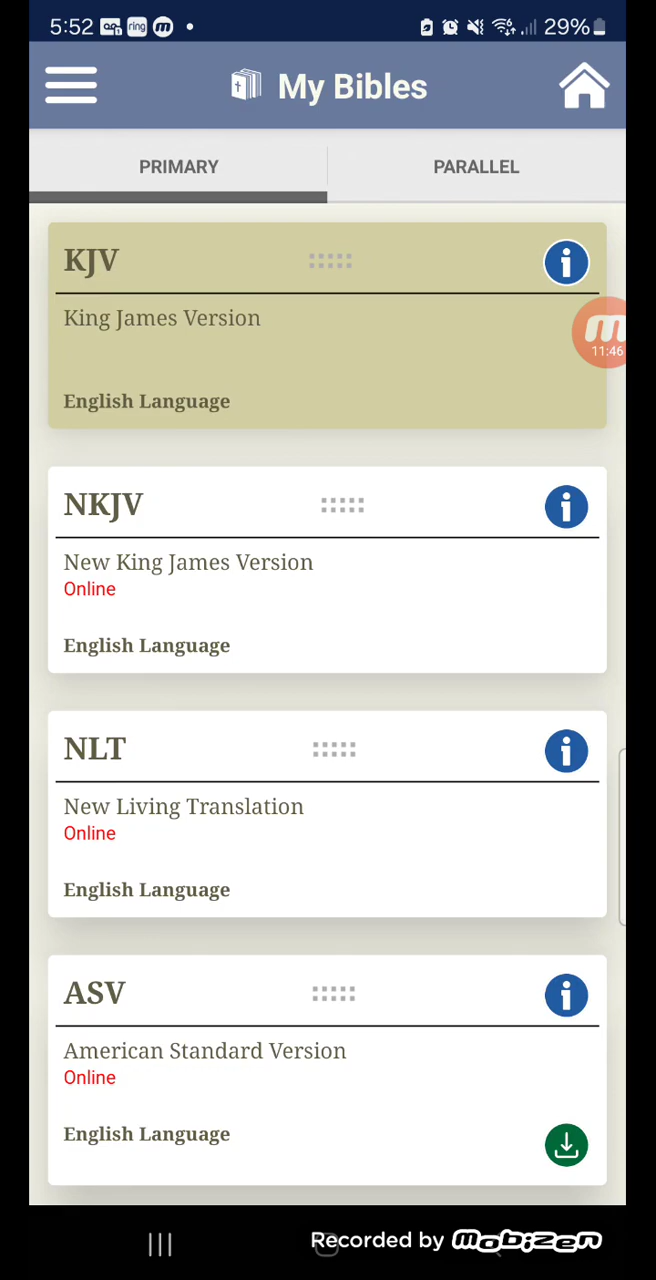 5:52 ring m 29%
My Bibles
PRIMARY PARALLEL
KJV
King James Version
English Language
m
11:46
NKJV
New King James Version
Online
English Language
NLT
New Living Translation
Online
English Language
ASV
American Standard Version
Online
English Language
Recorded by mobizen